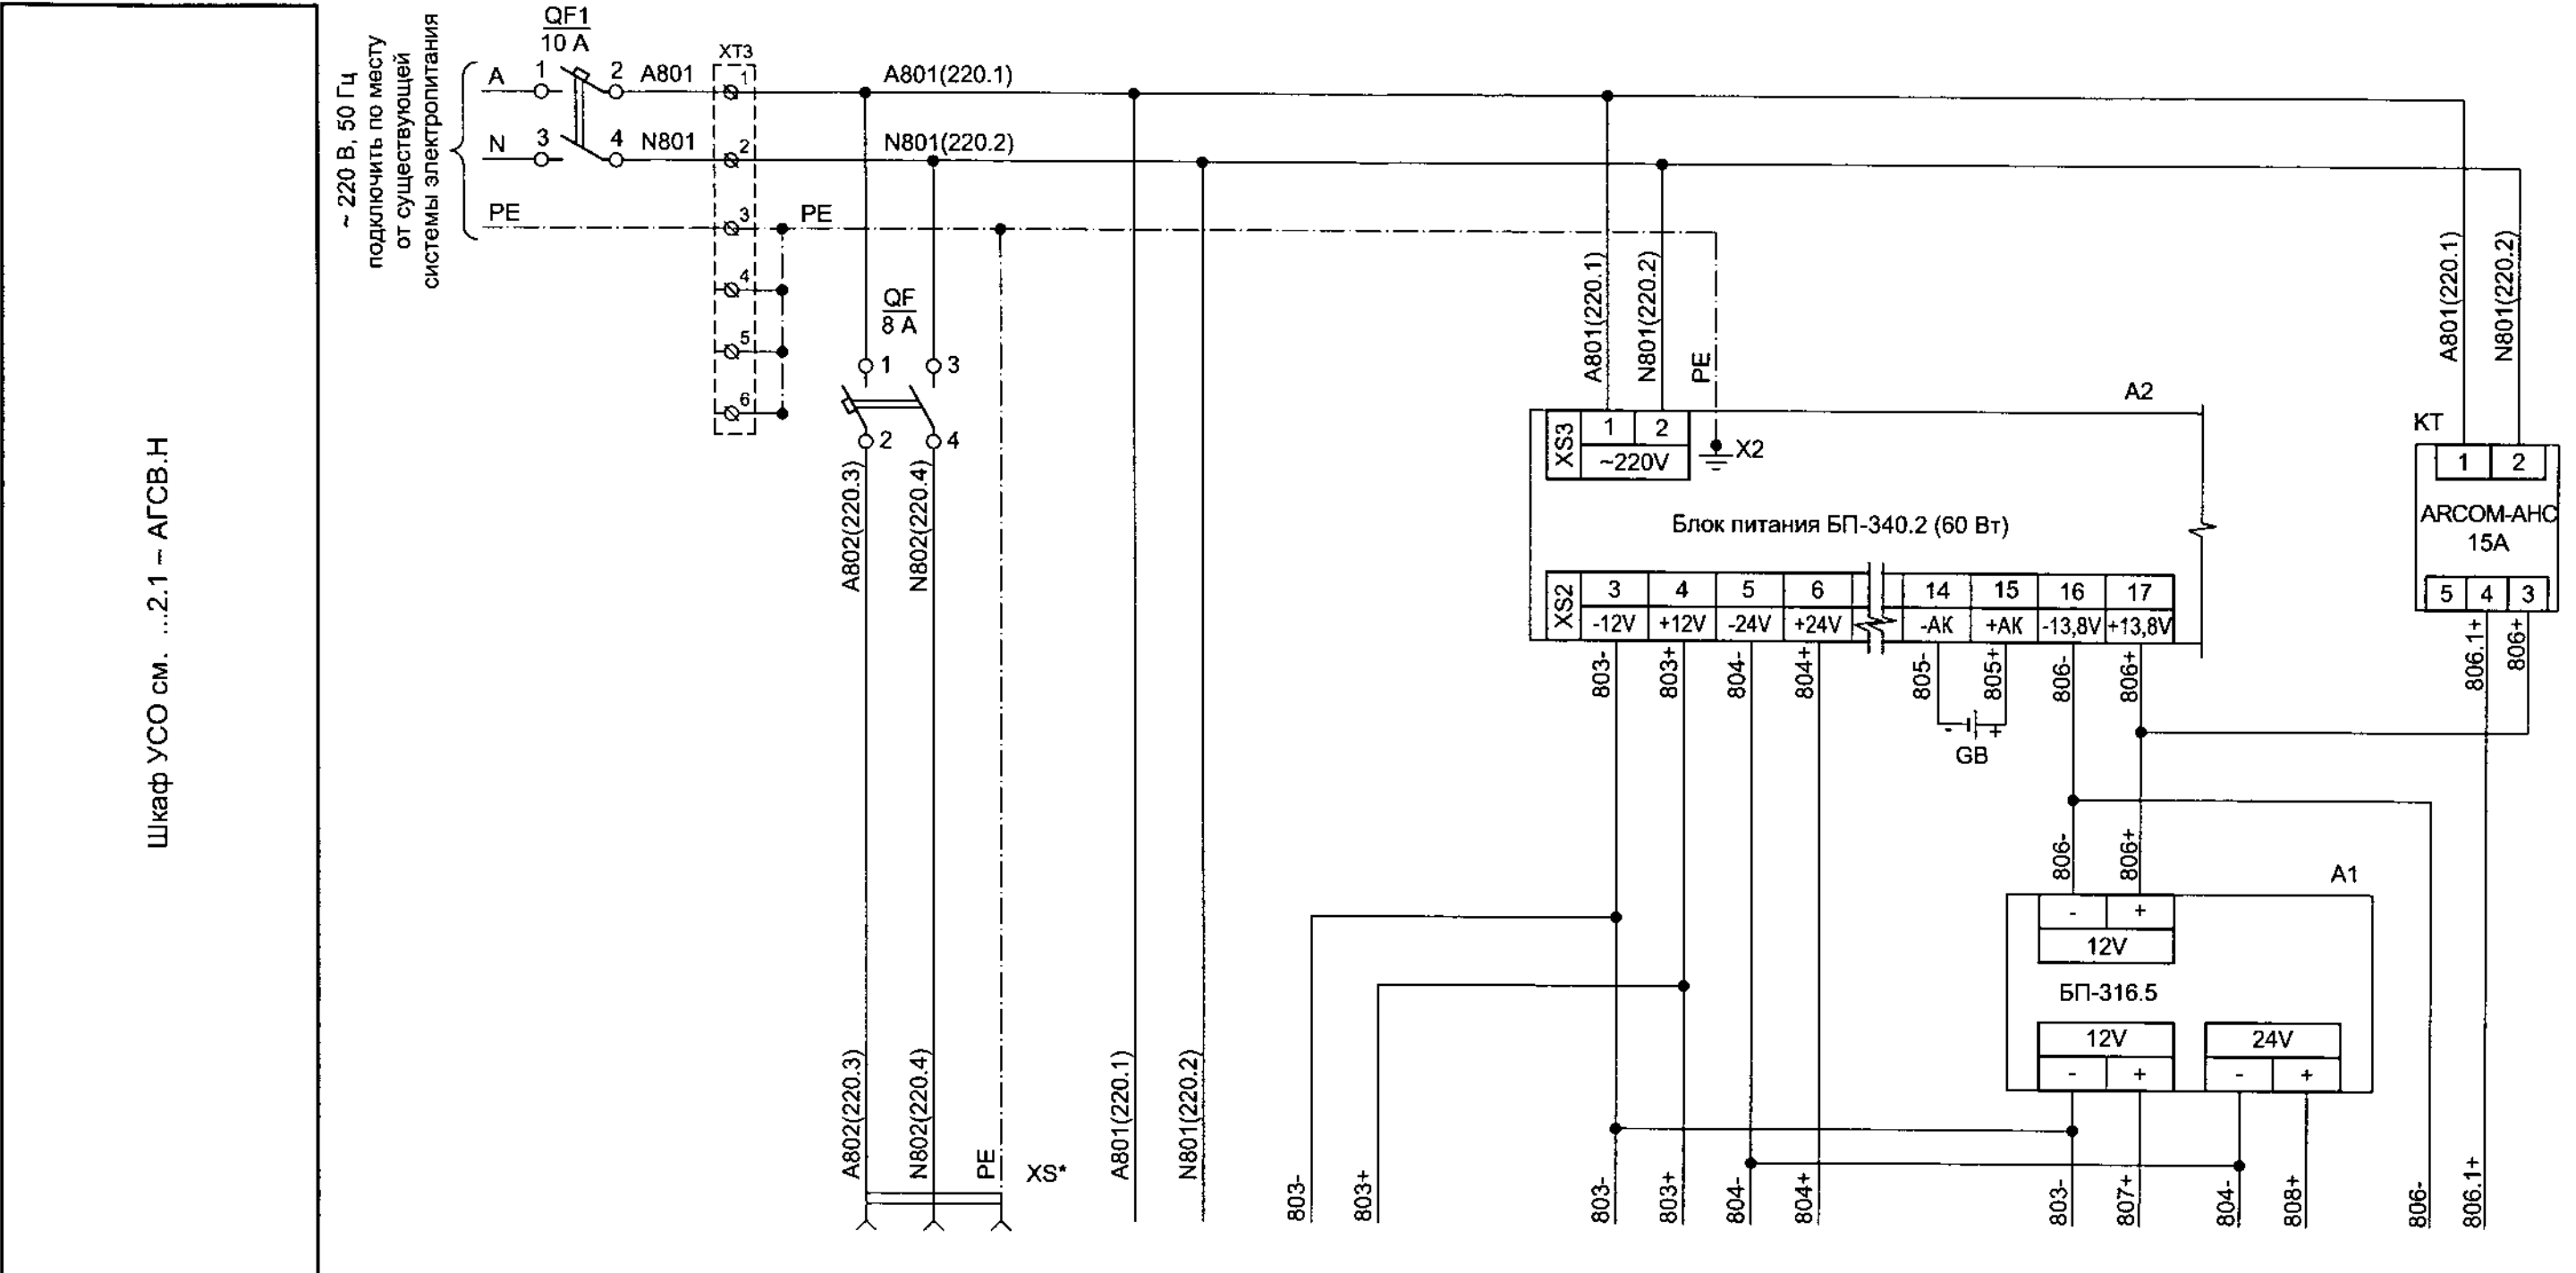 Шкаф УСО см. ...2.1 – АГСВ.Н
~ 220 В, 50 Гц
подключить по месту
от существующей
системы электропитания
QF1
10 A
A
1
2
A801
XT3
1
A801(220.1)
N
3
4
N801
2
N801(220.2)
PE
3
PE
4
5
6
QF
8 A
1
3
2
4
A802(220.3)
N802(220.4)
A801(220.1)
N801(220.2)
PE
A801(220.1)
N801(220.2)
A2
XS3
1
2
~220V
X2
Блок питания БП-340.2 (60 Вт)
XS2
3
4
5
6
14
15
16
17
-12V
+12V
-24V
+24V
-АК
+АК
-13,8V
+13,8V
KT
1
2
ARCOM-AHC
15A
5
4
3
803-
803+
804-
804+
805-
805+
806-
806+
806.1+
806+
-
+
GB
806-
806+
A1
-
+
12V
БП-316.5
12V
24V
-
+
-
+
A802(220.3)
N802(220.4)
PE
XS*
A801(220.1)
N801(220.2)
803-
803+
803-
803+
804-
804+
803-
807+
804-
808+
806-
806.1+